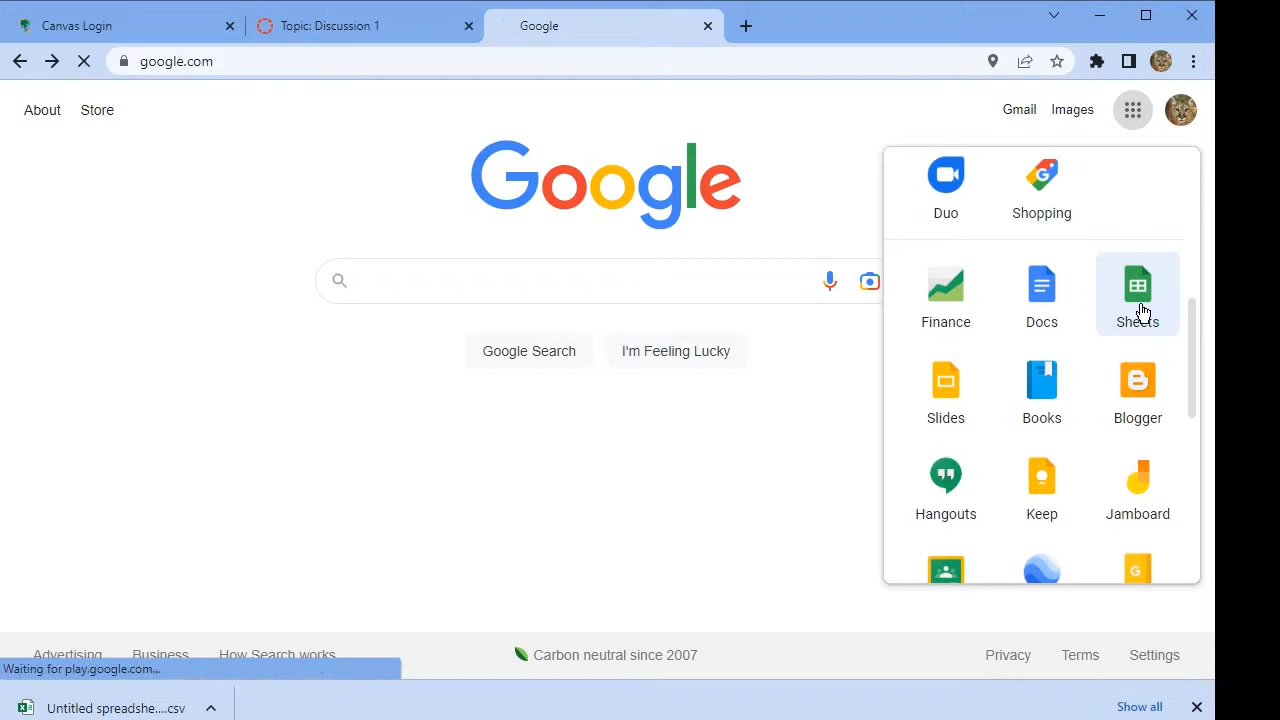 Canvas Login
Topic: Discussion 1
Google
google.com
About Store
Gmail Images
Google
Duo Shopping
Finance Docs Sheets
Google Search I'm Feeling Lucky
Slides Books Blogger
Hangouts Keep Jamboard
Advertising Business How Search works
Carbon neutral since 2007
Privacy Terms Settings
Waiting for play.google.com...
Untitled spreadshe....csv
Show all